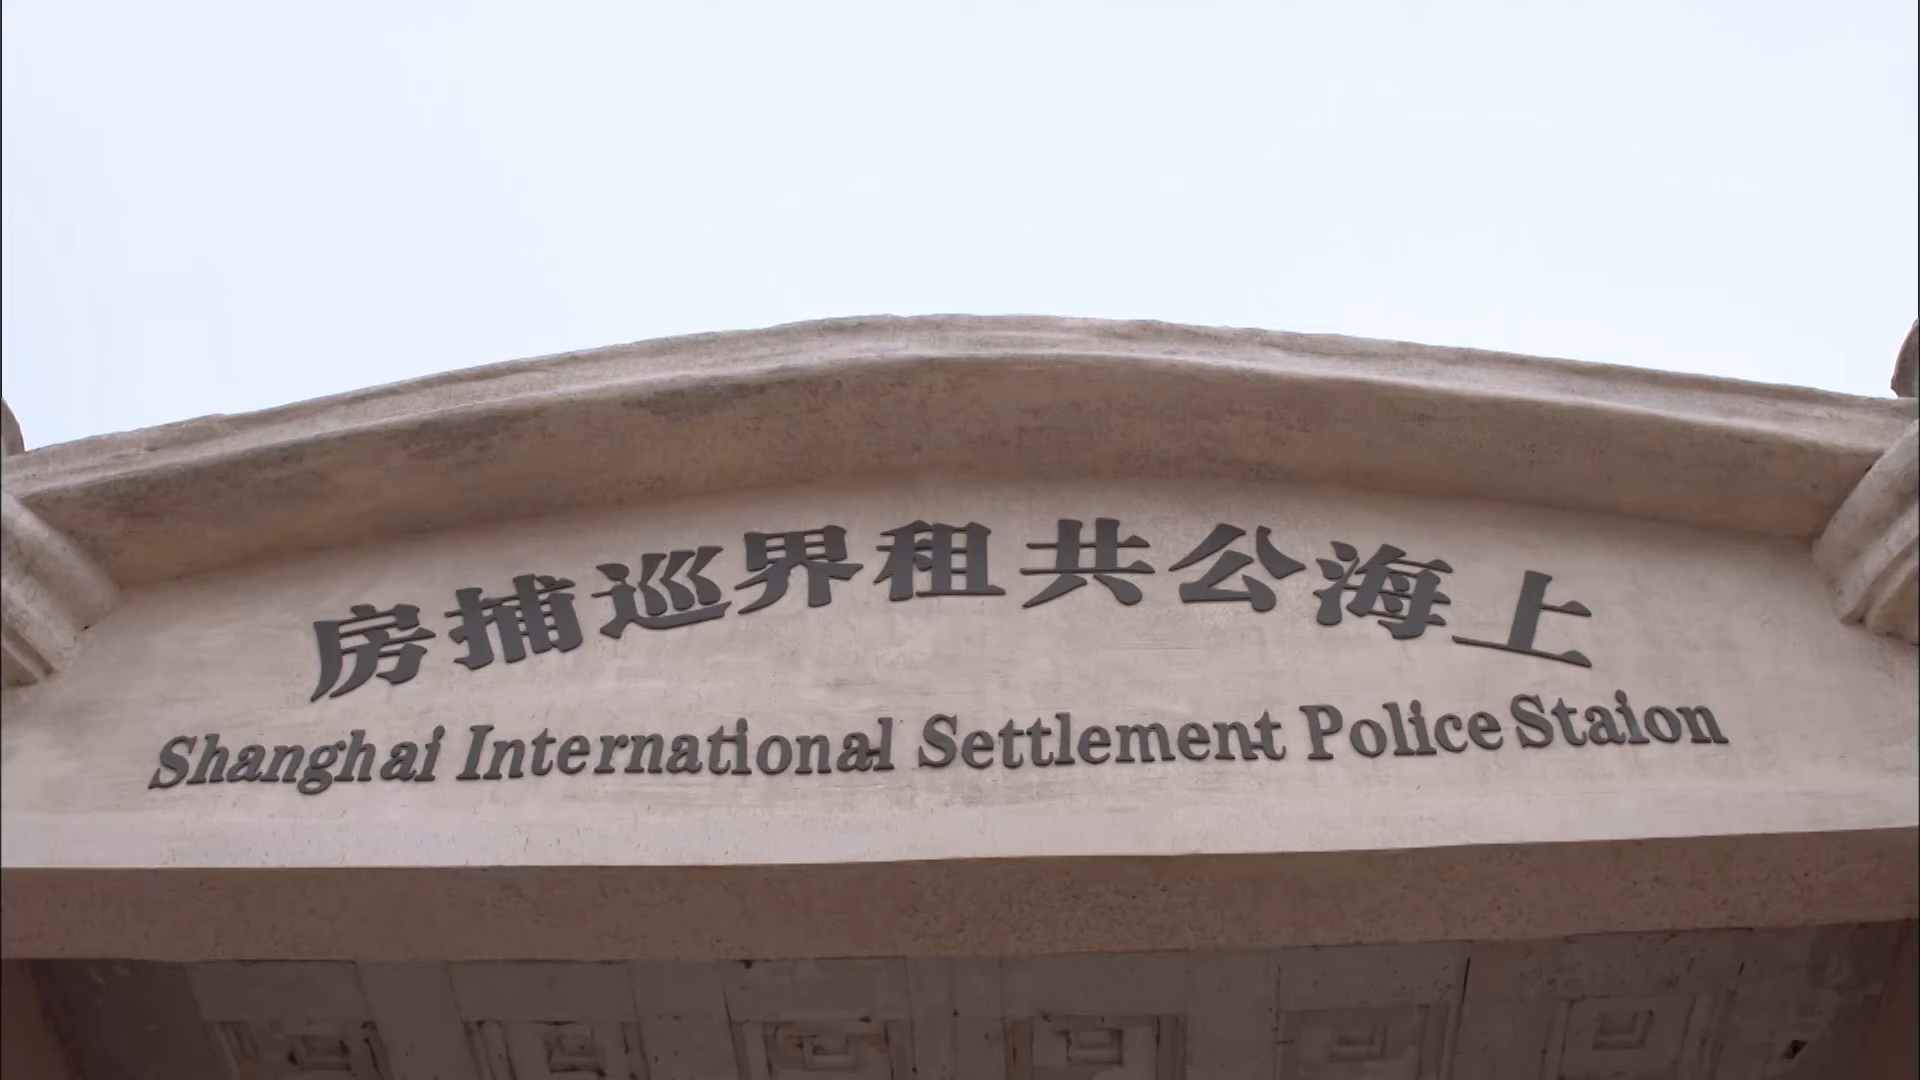 上海公共租界巡捕房
Shanghai International Settlement Police Staion